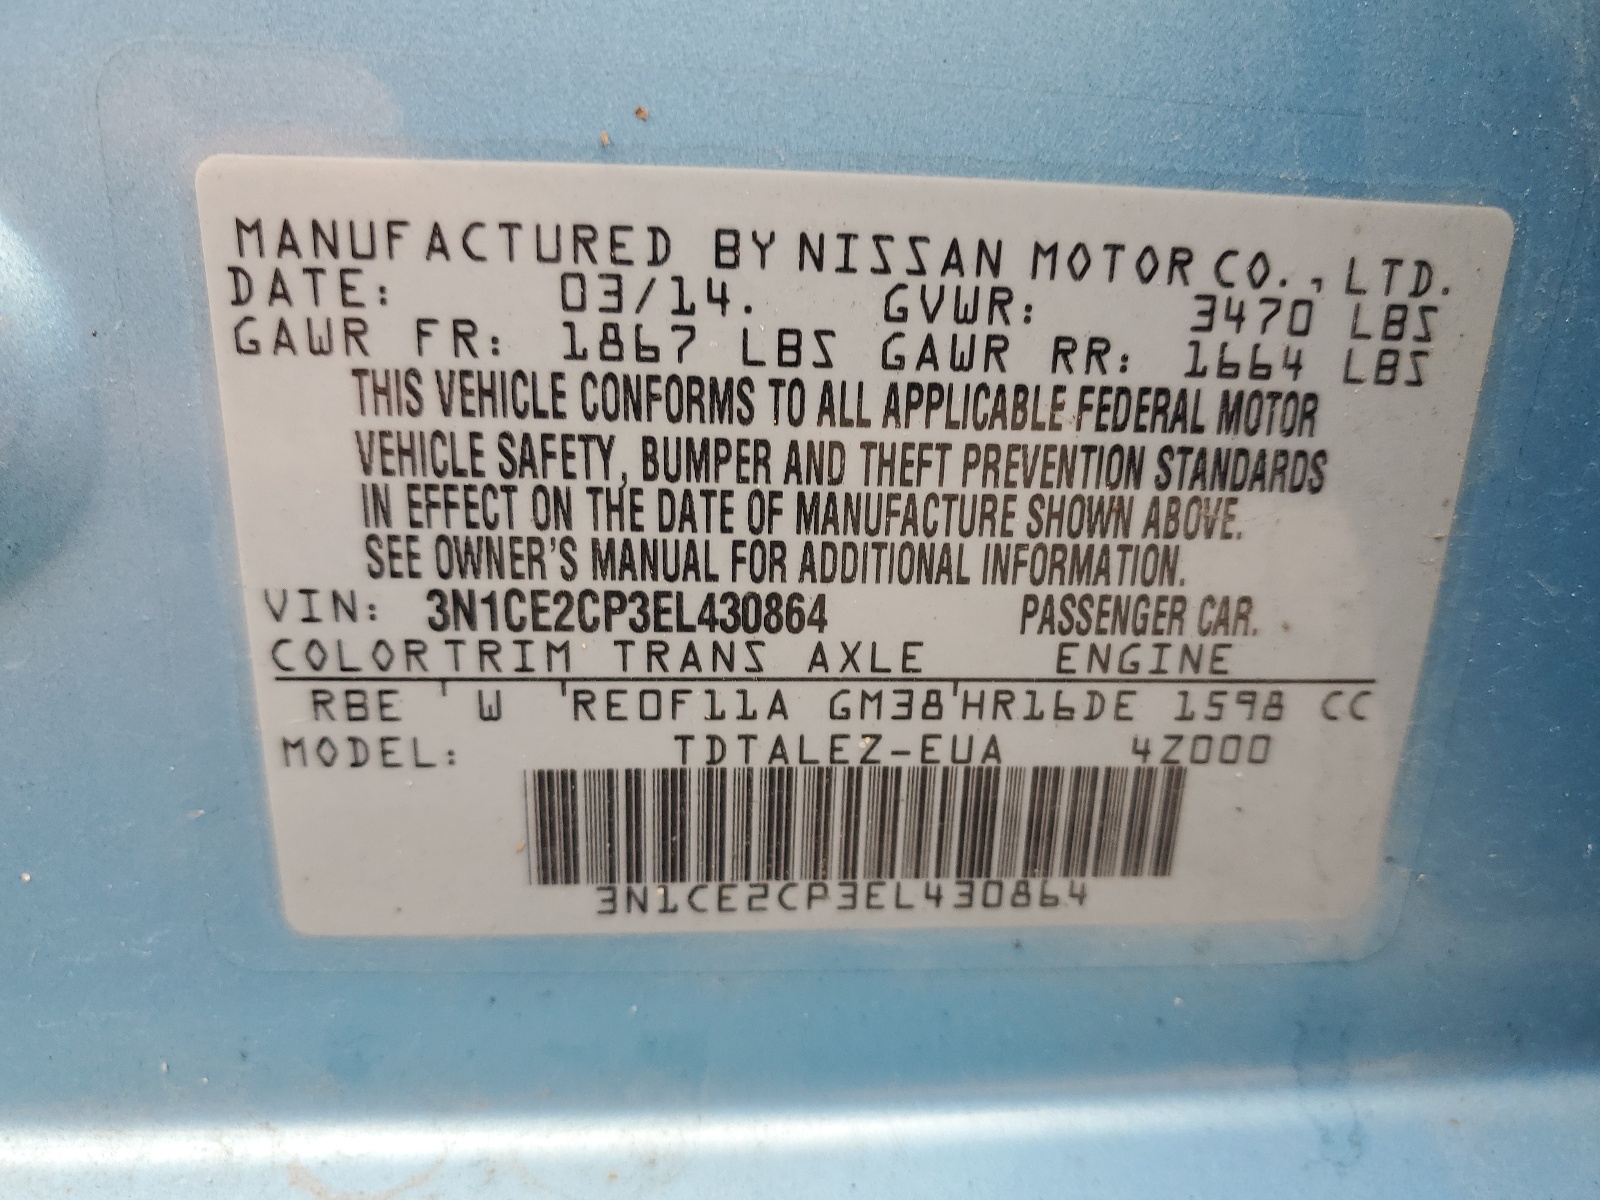 MANUFACTURED BY NISSAN MOTOR CO., LTD.
DATE: 03/14. GVWR: 3470 LBS
GAWR FR: 1867 LBS GAWR RR: 1664 LBS
THIS VEHICLE CONFORMS TO ALL APPLICABLE FEDERAL MOTOR
VEHICLE SAFETY, BUMPER AND THEFT PREVENTION STANDARDS
IN EFFECT ON THE DATE OF MANUFACTURE SHOWN ABOVE.
SEE OWNER'S MANUAL FOR ADDITIONAL INFORMATION.
VIN: 3N1CE2CP3EL430864 PASSENGER CAR.
COLOR TRIM TRANS AXLE ENGINE
RBE W RE0F11A GM38 HR16DE 1598 CC
MODEL: TDTALEZ-EUA 4Z000
3N1CE2CP3EL430864